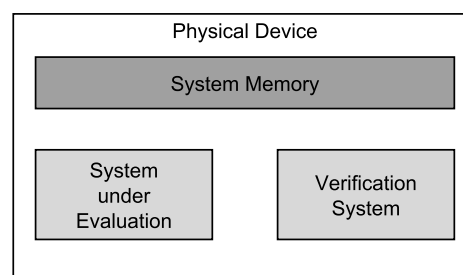 Physical Device
System Memory
System
under
Evaluation
Verification
System